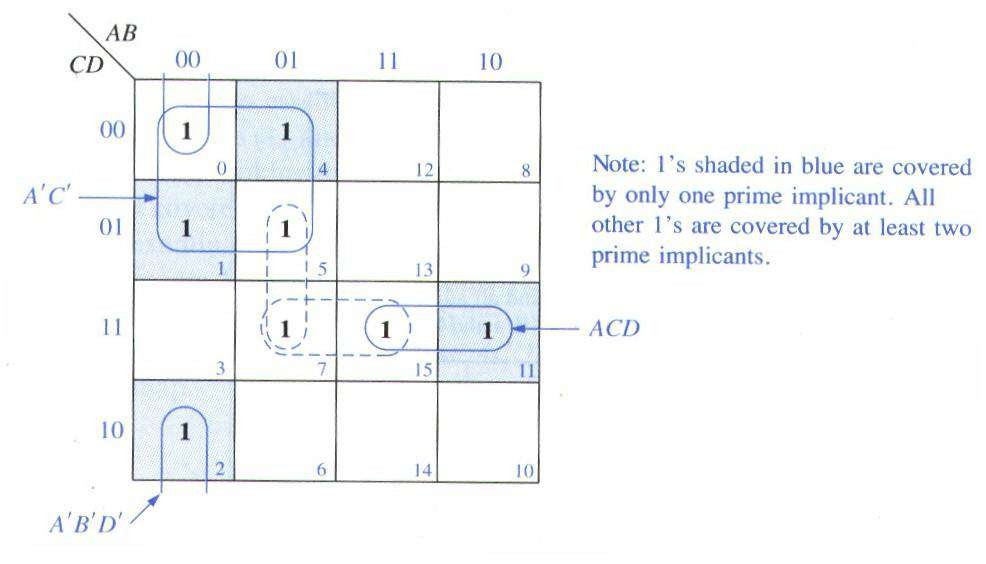 AB
CD
00 01 11 10
00 1 1
0 4 12 8
A'C'
01 1 1
1 5 13 9
11 1 1 1 ACD
3 7 15 11
10 1
2 6 14 10
A'B'D'
Note: 1's shaded in blue are covered
by only one prime implicant. All
other 1's are covered by at least two
prime implicants.